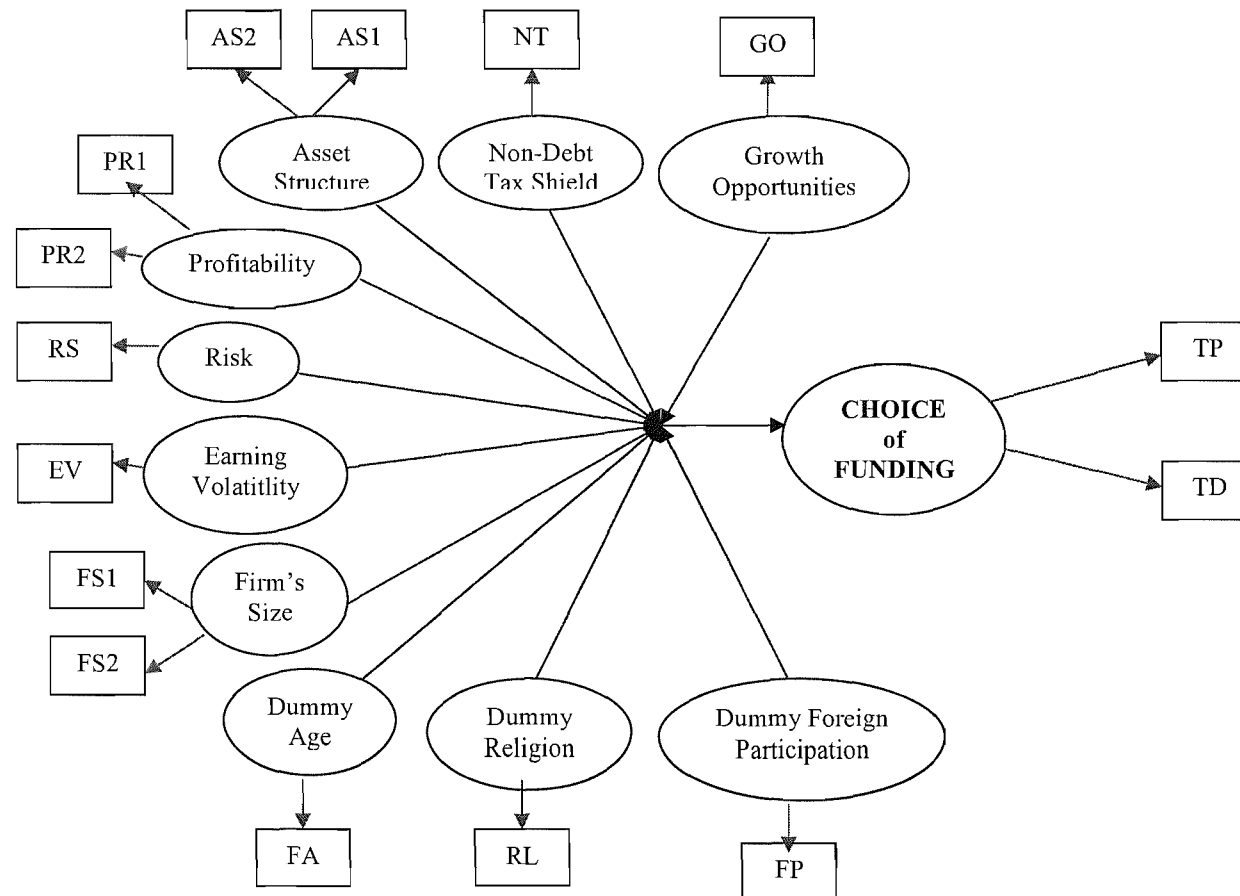 AS2
AS1
NT
GO
PR1
Asset
Structure
Non-Debt
Tax Shield
Growth
Opportunities
PR2
Profitability
RS
Risk
TP
CHOICE
of
FUNDING
EV
Earning
Volatitlity
TD
FS1
Firm's
Size
FS2
Dummy
Age
Dummy
Religion
Dummy Foreign
Participation
FA
RL
FP